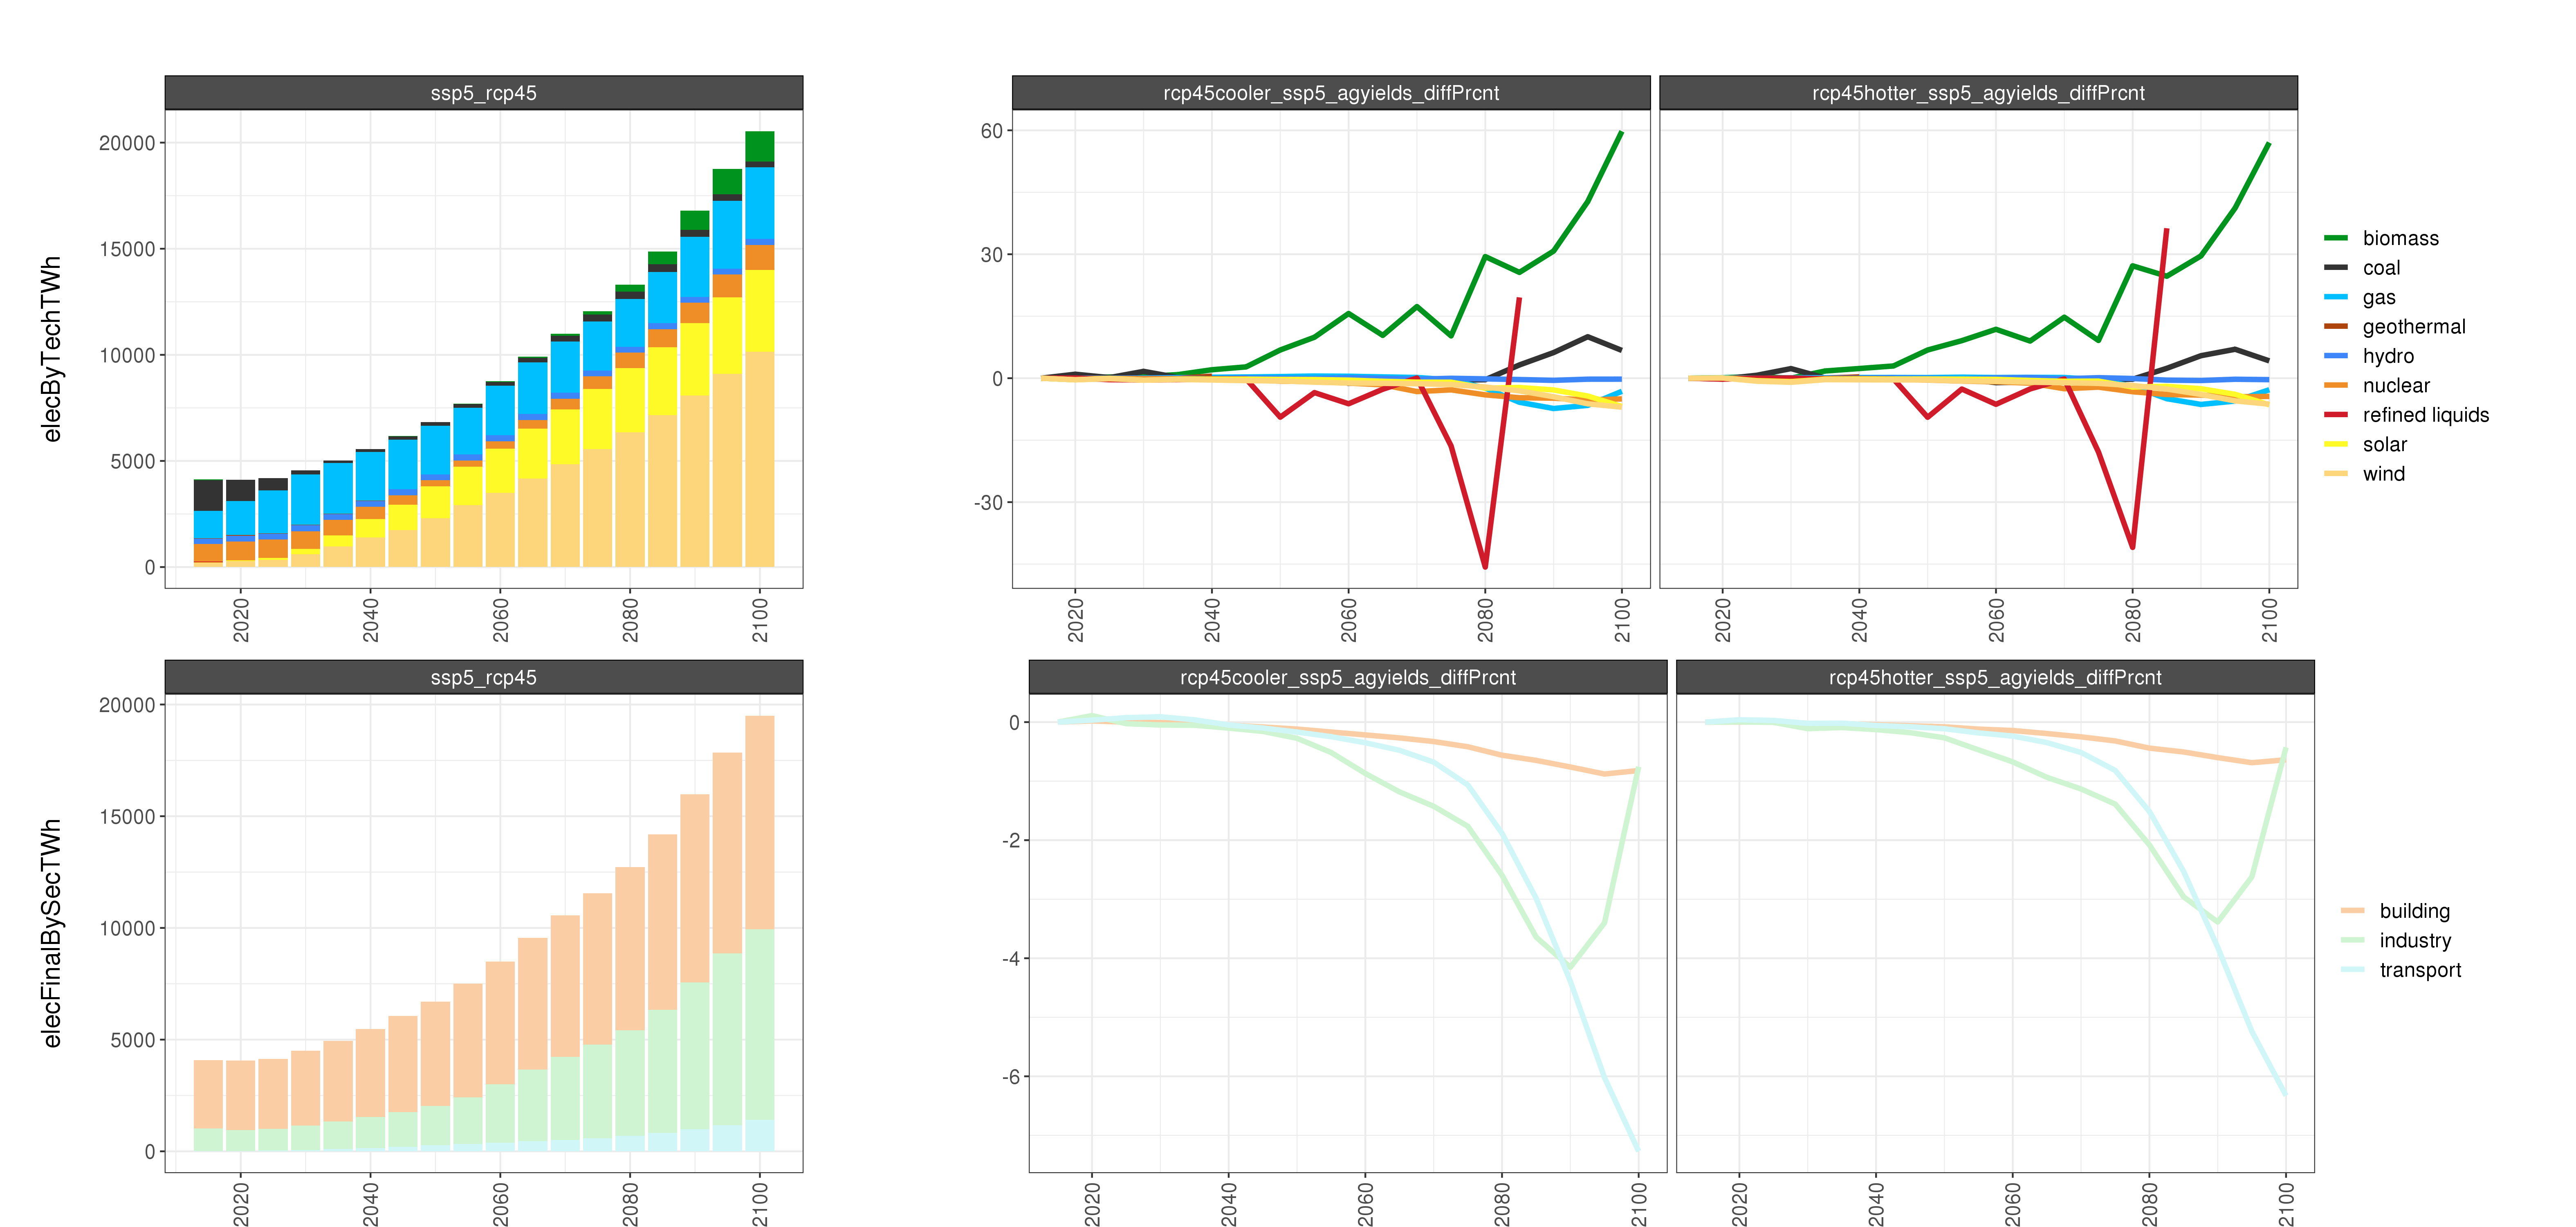 ssp5_rcp45
rcp45cooler_ssp5_agyields_diffPrcnt
rcp45hotter_ssp5_agyields_diffPrcnt
elecByTechTWh
20000
15000
10000
5000
0
2020 2040 2060 2080 2100
60
30
0
-30
2020 2040 2060 2080 2100
2020 2040 2060 2080 2100
biomass
coal
gas
geothermal
hydro
nuclear
refined liquids
solar
wind
ssp5_rcp45
rcp45cooler_ssp5_agyields_diffPrcnt
rcp45hotter_ssp5_agyields_diffPrcnt
elecFinalBySecTWh
20000
15000
10000
5000
0
2020 2040 2060 2080 2100
0
-2
-4
-6
2020 2040 2060 2080 2100
2020 2040 2060 2080 2100
building
industry
transport